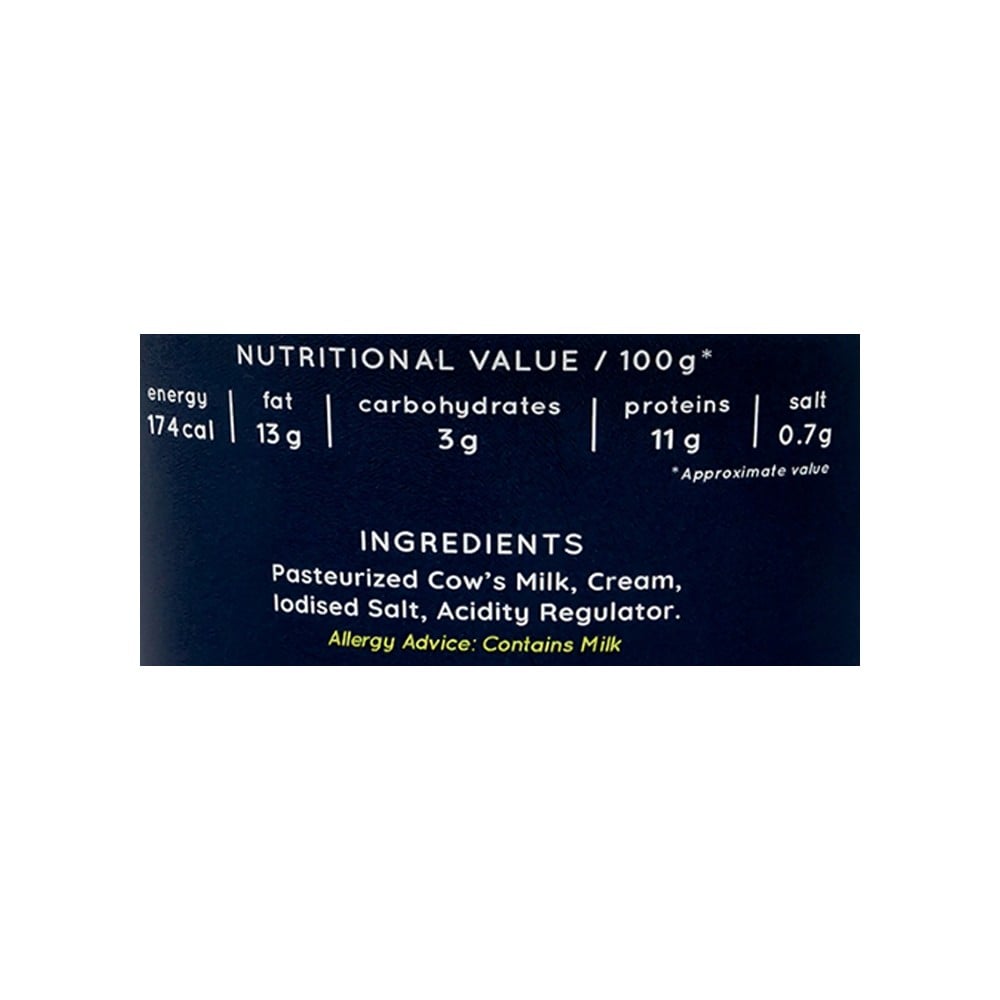 NUTRITIONAL VALUE / 100g*
energy | fat | carbohydrates | proteins | salt
174cal | 13g | 3g | 11 g | 0.7g
*Approximate value
INGREDIENTS
Pasteurized Cow's Milk, Cream,
Iodised Salt, Acidity Regulator.
Allergy Advice: Contains Milk